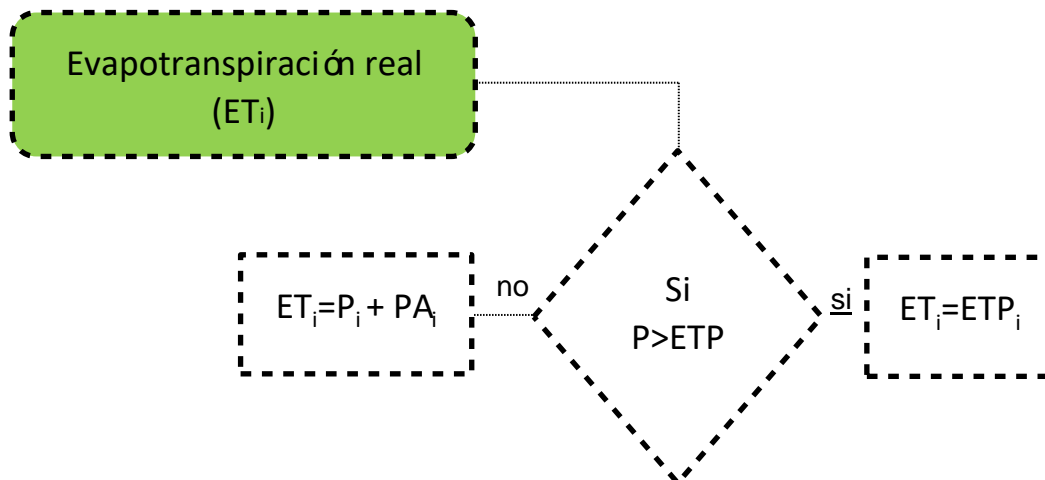 Evapotranspiración real
(ETi)
Si
P>ETP
no
ETi=Pi + PAi
si
ETi=ETPi